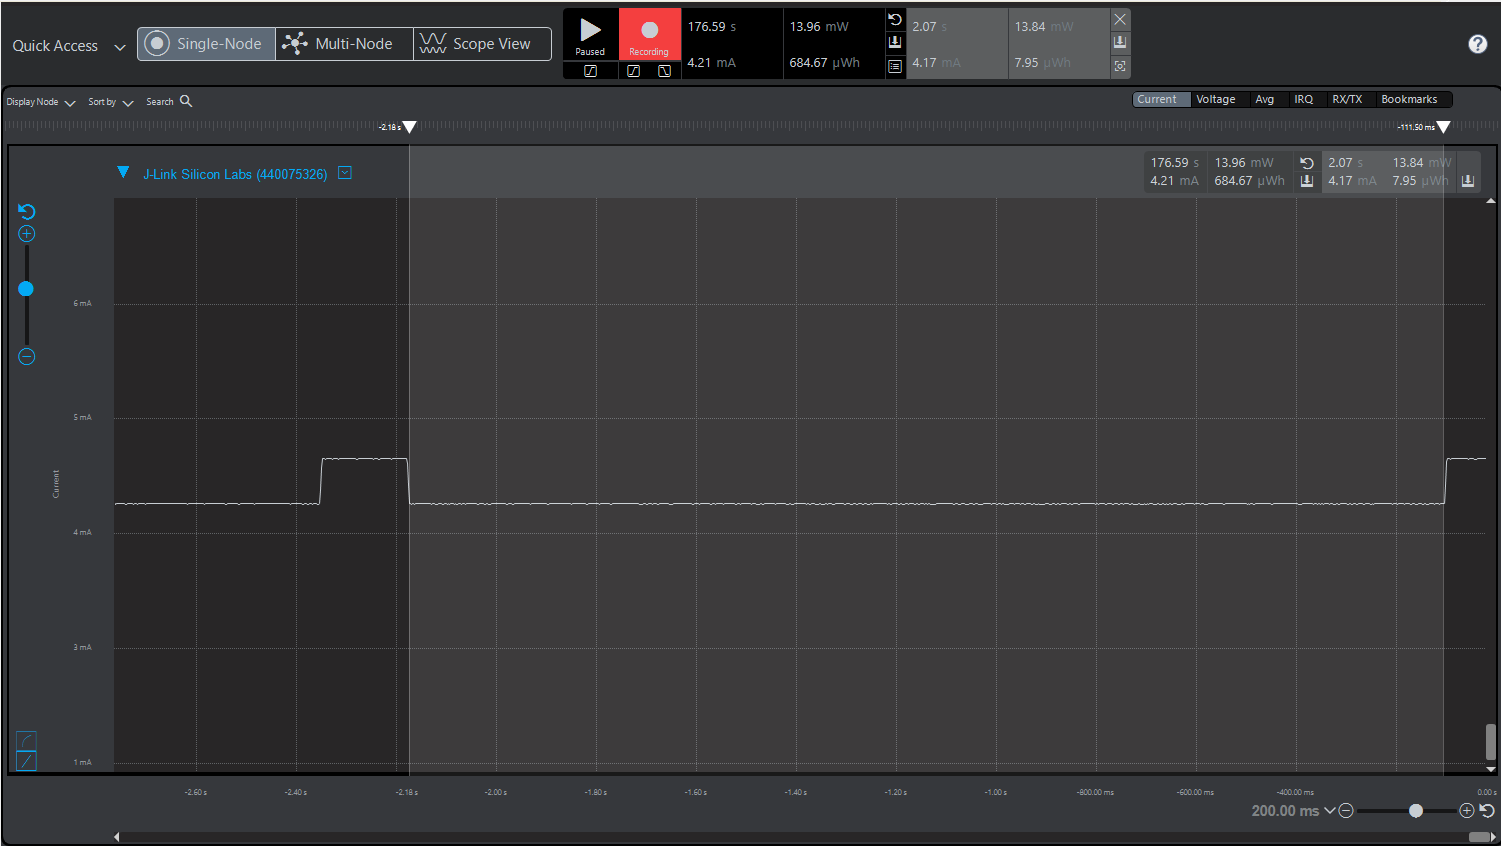 Quick Access
Single-Node
Multi-Node
Scope View
Paused
Recording
176.59 s
13.96 mW
4.21 mA
684.67 µWh
2.07 s
13.84 mW
4.17 mA
7.95 µWh
?
Display Node
Sort by
Search
Current
Voltage
Avg
IRQ
RX/TX
Bookmarks
-2.18 s
-111.50 ms
J-Link Silicon Labs (440075326)
176.59 s
13.96 mW
2.07 s
13.84 mW
4.21 mA
684.67 µWh
4.17 mA
7.95 µWh
6 mA
5 mA
Current
4 mA
3 mA
1 mA
-2.60 s
-2.40 s
-2.18 s
-2.00 s
-1.80 s
-1.60 s
-1.40 s
-1.20 s
-1.00 s
-800.00 ms
-600.00 ms
-400.00 ms
0.00 s
200.00 ms